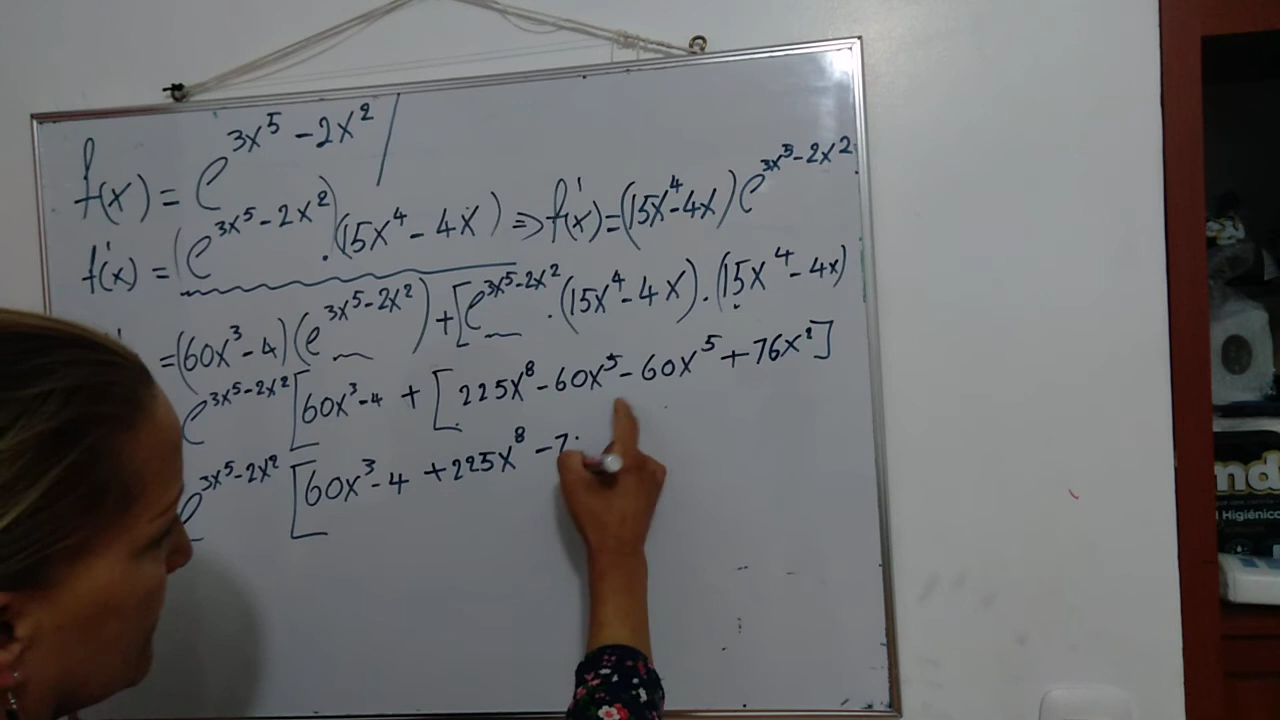 f(x) = e^{3x^5 - 2x^2}
f'(x) = (e^{3x^5 - 2x^2}) . (15x^4 - 4x) ⇒ f'(x) = (15x^4 - 4x) e^{3x^5 - 2x^2}
= (60x^3 - 4)(e^{3x^5 - 2x^2}) + [e^{3x^5 - 2x^2} . (15x^4 - 4x) . (15x^4 - 4x)
e^{3x^5 - 2x^2} [60x^3 - 4 + [225x^8 - 60x^5 - 60x^5 + 76x^2]
e^{3x^5 - 2x^2} [60x^3 - 4 + 225x^8 -
Higiénico